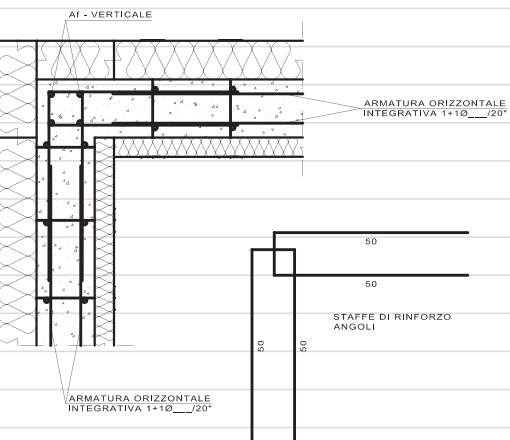 Af - VERTICALE
ARMATURA ORIZZONTALE
INTEGRATIVA 1+1Ø___/20"
50
50
STAFFE DI RINFORZO
ANGOLI
50
50
ARMATURA ORIZZONTALE
INTEGRATIVA 1+1Ø___/20"